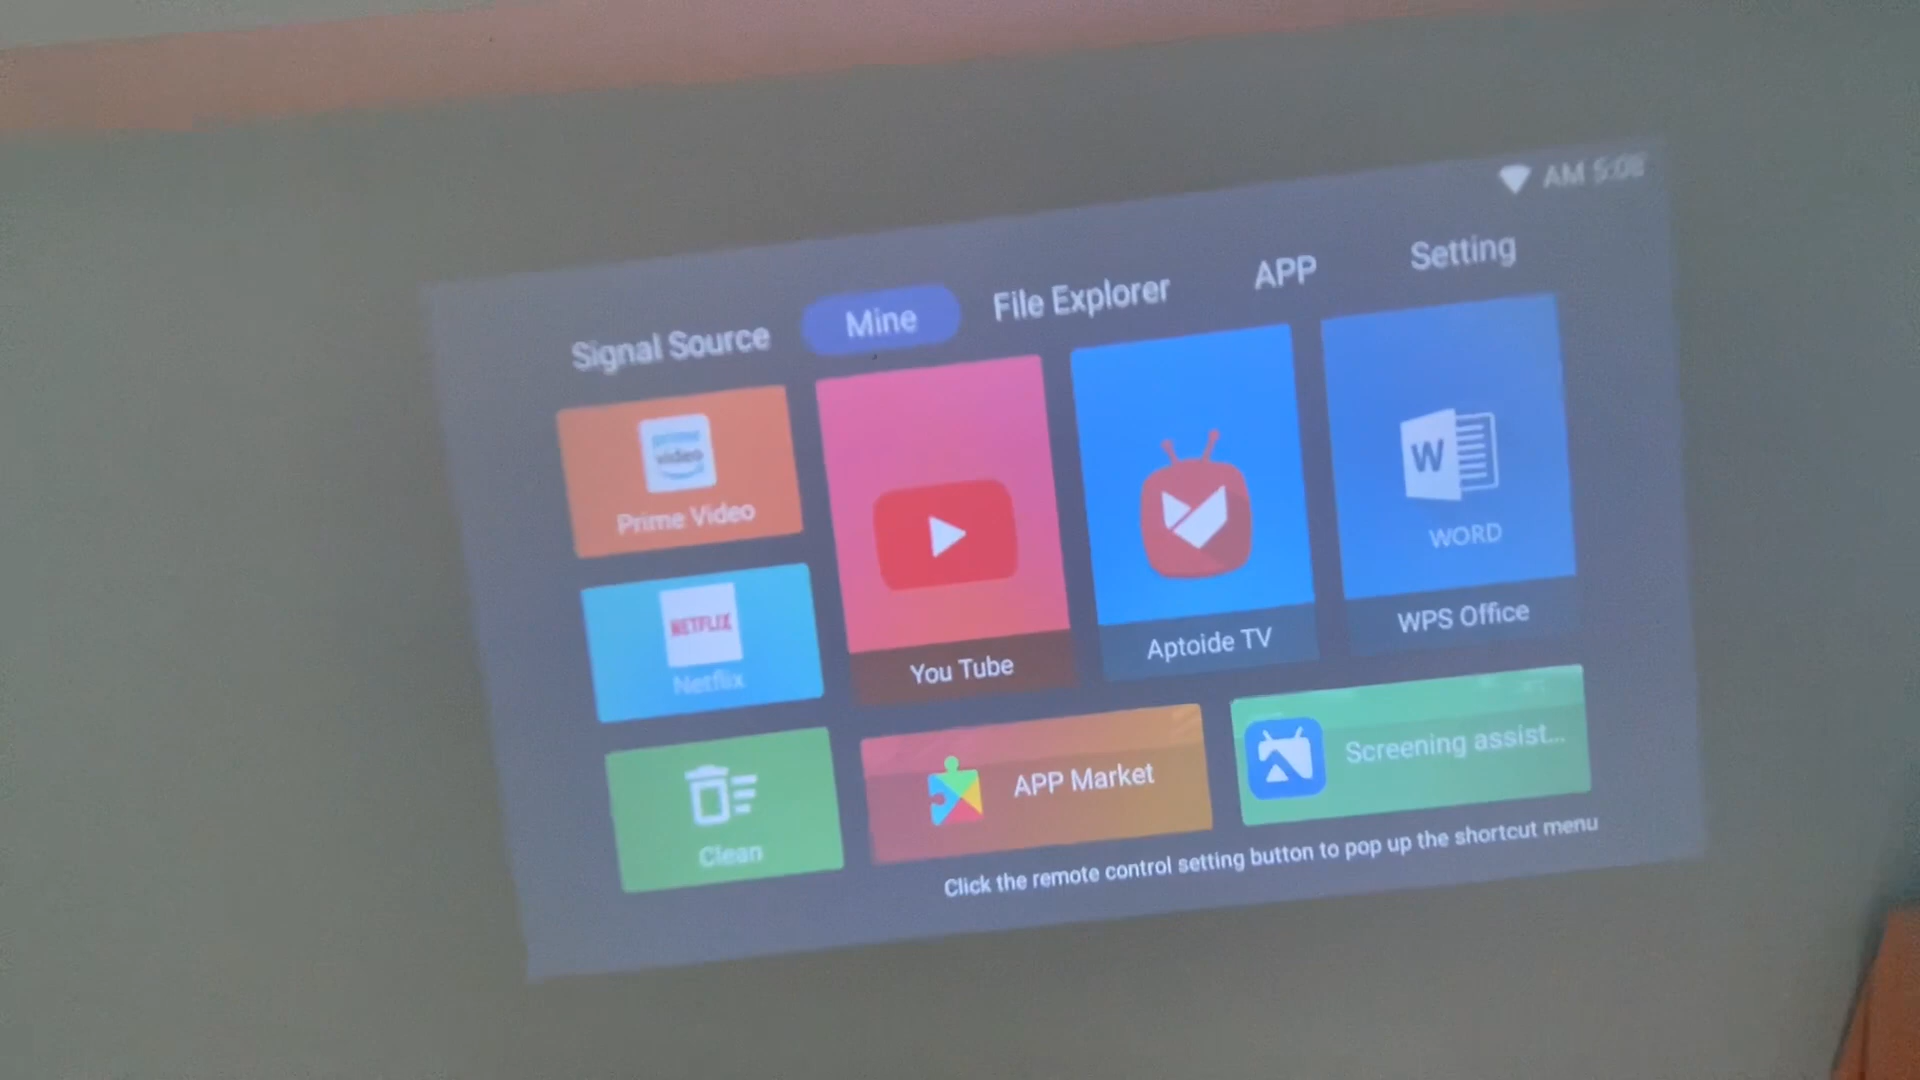 AM 5:08
Signal Source
Mine
File Explorer
APP
Setting
prime video
Prime Video
NETFLIX
Netflix
Clean
You Tube
Aptoide TV
W
WORD
WPS Office
APP Market
Screening assist...
Click the remote control setting button to pop up the shortcut menu